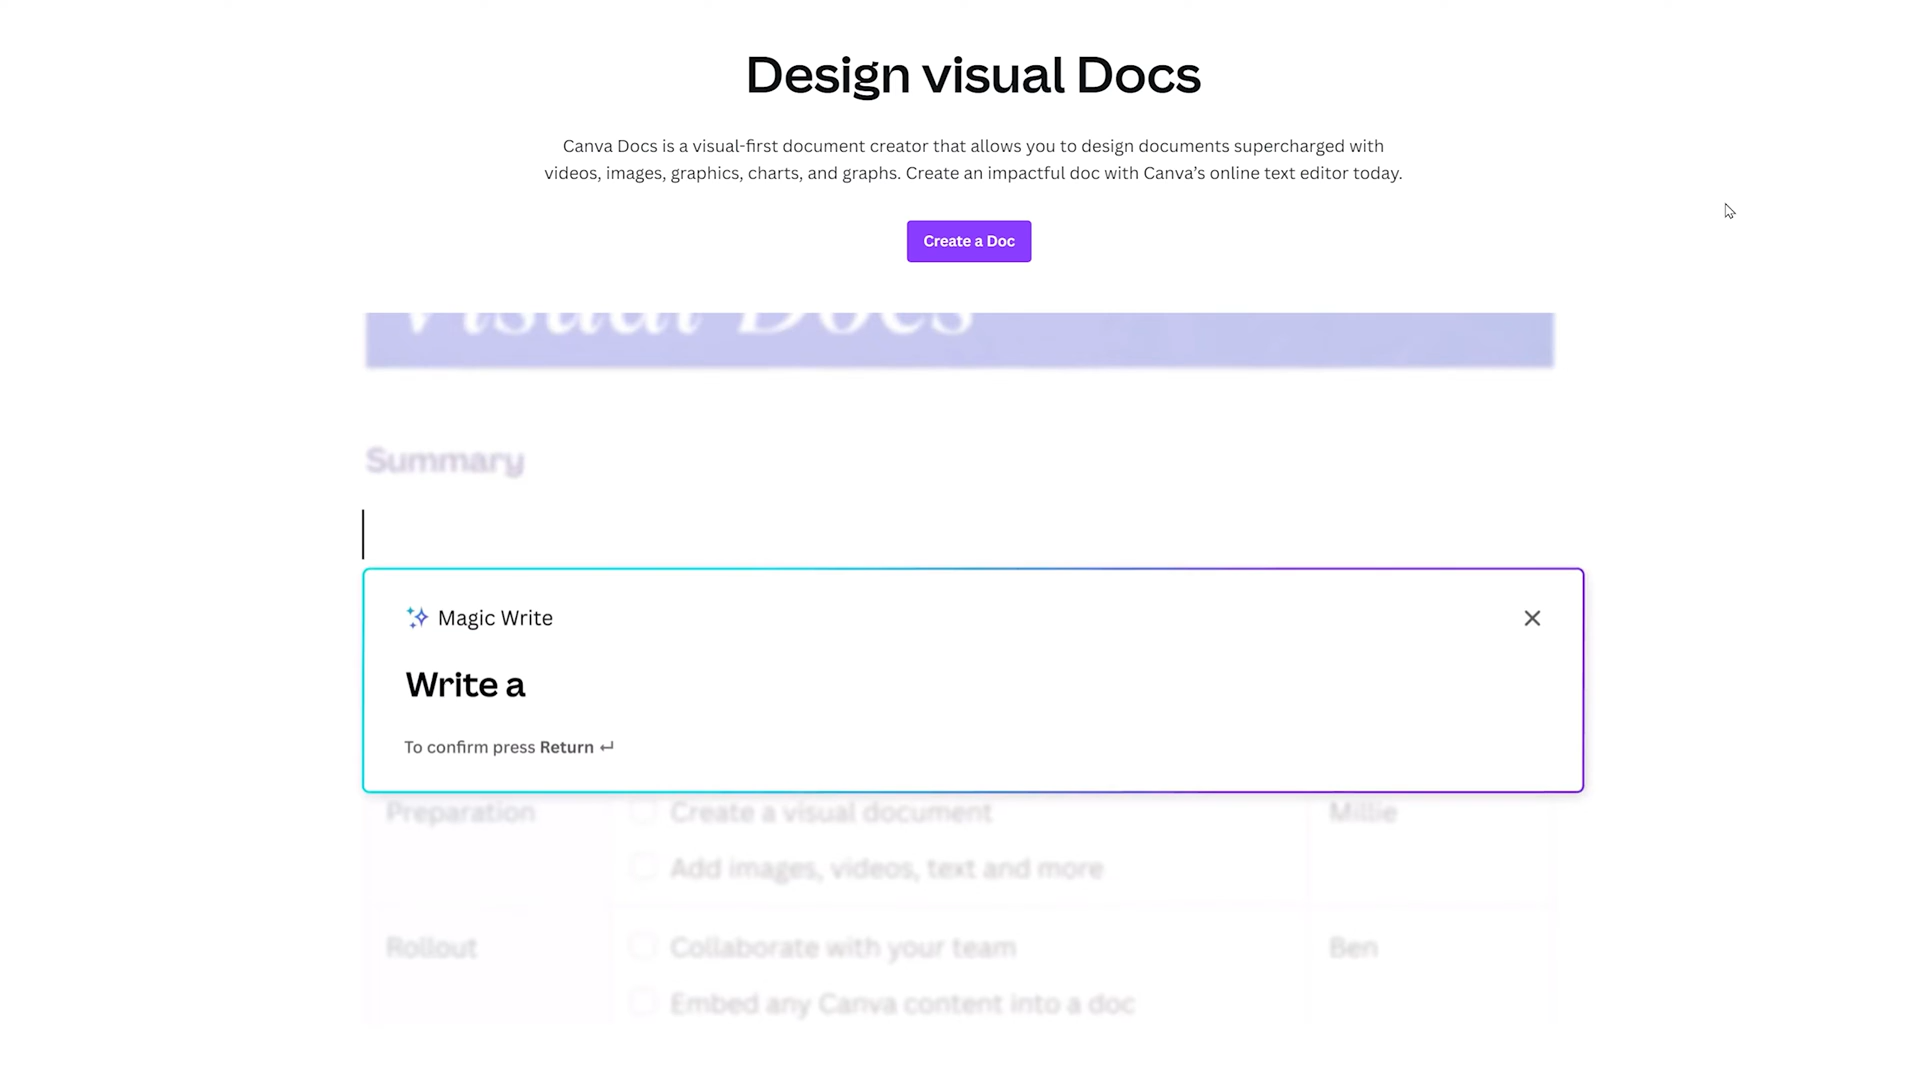 Design visual Docs
Canva Docs is a visual-first document creator that allows you to design documents supercharged with
videos, images, graphics, charts, and graphs. Create an impactful doc with Canva’s online text editor today.
Create a Doc
Visual Docs
Summary
Magic Write
Write a
To confirm press Return ↵
Preparation Create a visual document Millie
Add images, videos, text and more
Rollout Collaborate with your team Ben
Embed any Canva content into a doc